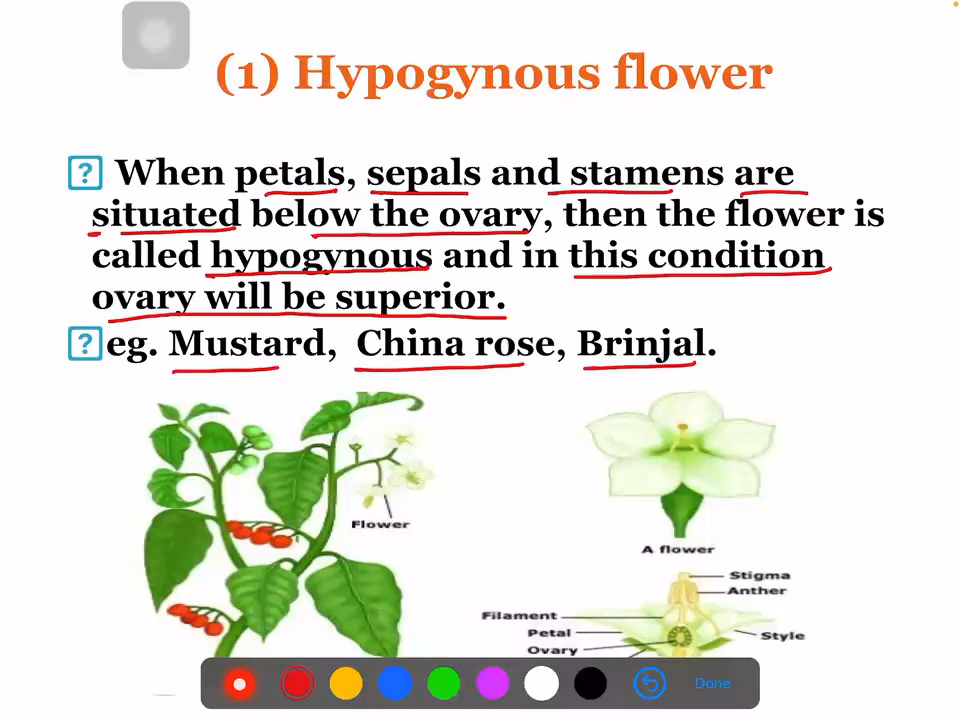 (1) Hypogynous flower
? When petals, sepals and stamens are
situated below the ovary, then the flower is
called hypogynous and in this condition
ovary will be superior.
? eg. Mustard, China rose, Brinjal.
Flower
A flower
Stigma
Anther
Filament
Petal
Style
Ovary
Done